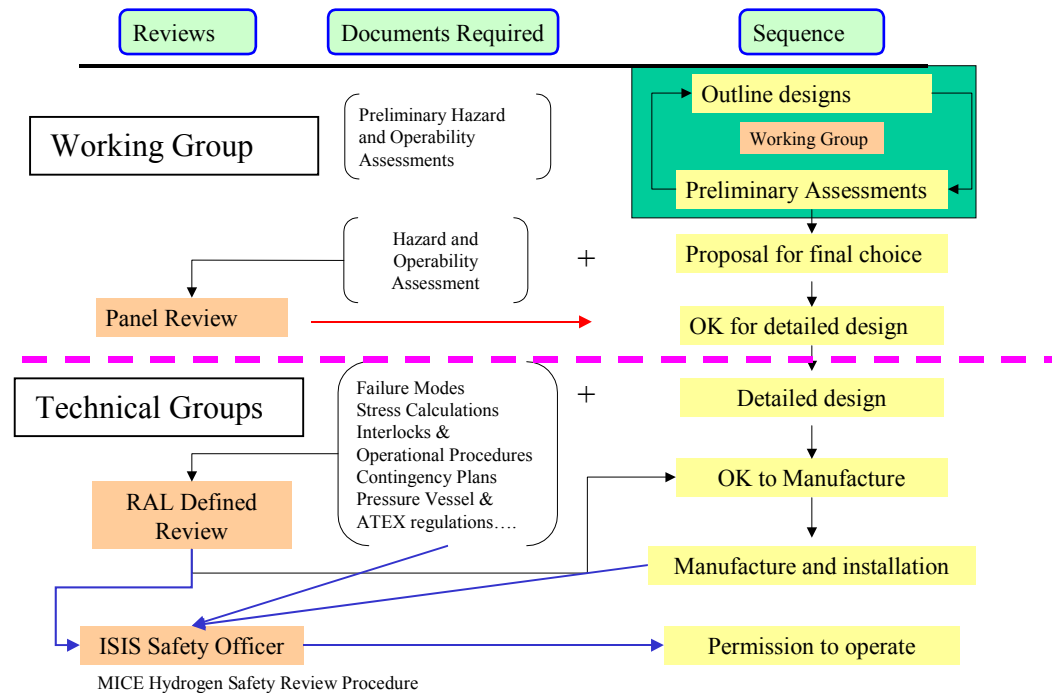 Reviews
Documents Required
Sequence
Outline designs
Working Group
Preliminary Assessments
Working Group
Preliminary Hazard
and Operability
Assessments
Hazard and
Operability
Assessment
+
Proposal for final choice
Panel Review
OK for detailed design
Technical Groups
Failure Modes
Stress Calculations
Interlocks &
Operational Procedures
Contingency Plans
Pressure Vessel &
ATEX regulations….
+
Detailed design
RAL Defined
Review
OK to Manufacture
Manufacture and installation
ISIS Safety Officer
Permission to operate
MICE Hydrogen Safety Review Procedure